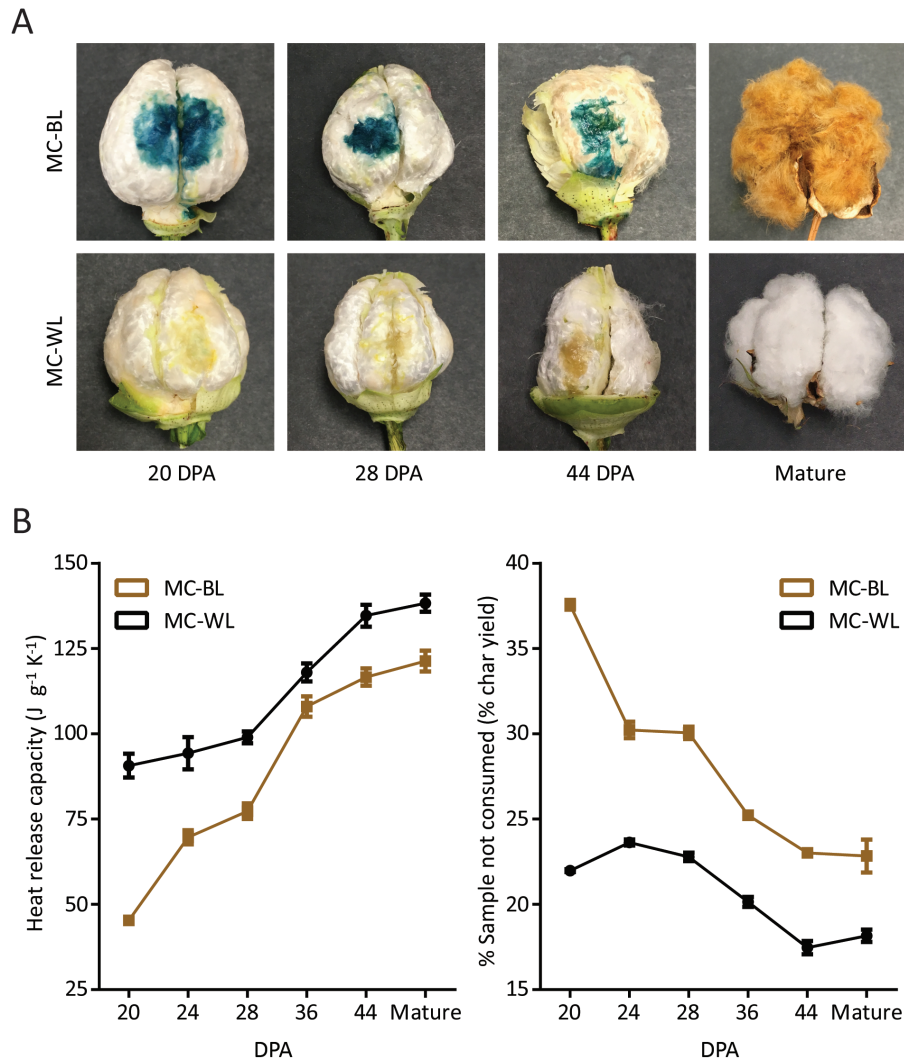 A
MC-BL
MC-WL
20 DPA
28 DPA
44 DPA
Mature
B
Heat release capacity (J g⁻¹ K⁻¹)
150
125
100
75
50
25
MC-BL
MC-WL
20
24
28
36
44
Mature
DPA
% Sample not consumed (% char yield)
40
35
30
25
20
15
MC-BL
MC-WL
20
24
28
36
44
Mature
DPA